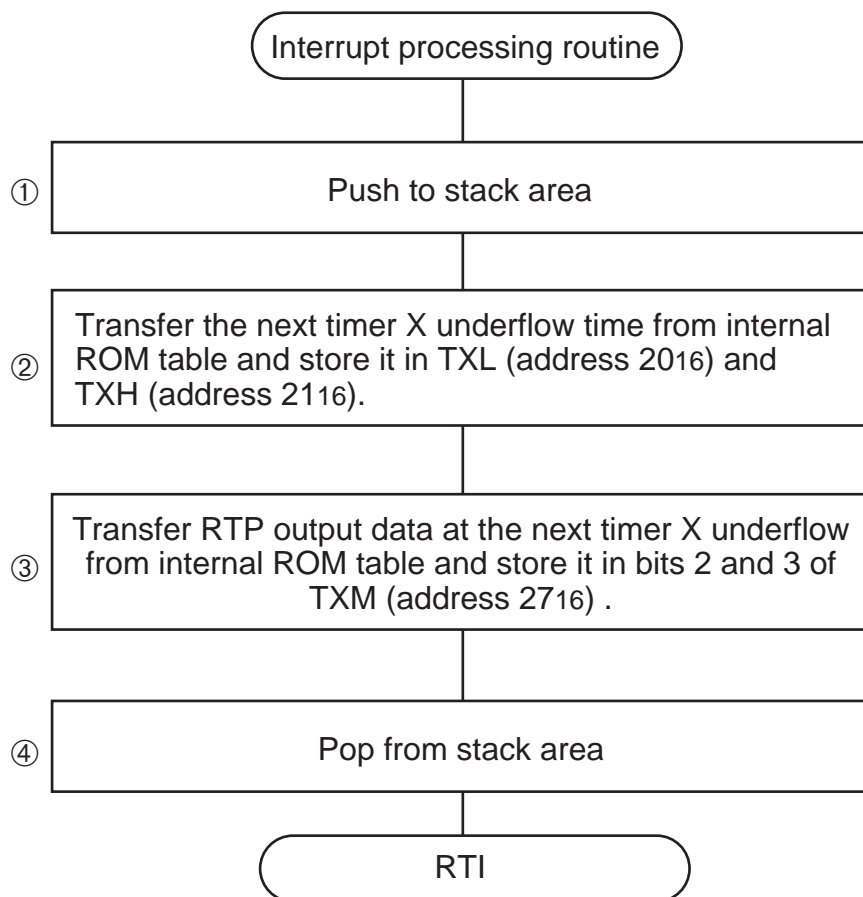 Interrupt processing routine
① Push to stack area
② Transfer the next timer X underflow time from internal
ROM table and store it in TXL (address 2016) and
TXH (address 2116).
③ Transfer RTP output data at the next timer X underflow
from internal ROM table and store it in bits 2 and 3 of
TXM (address 2716) .
④ Pop from stack area
RTI